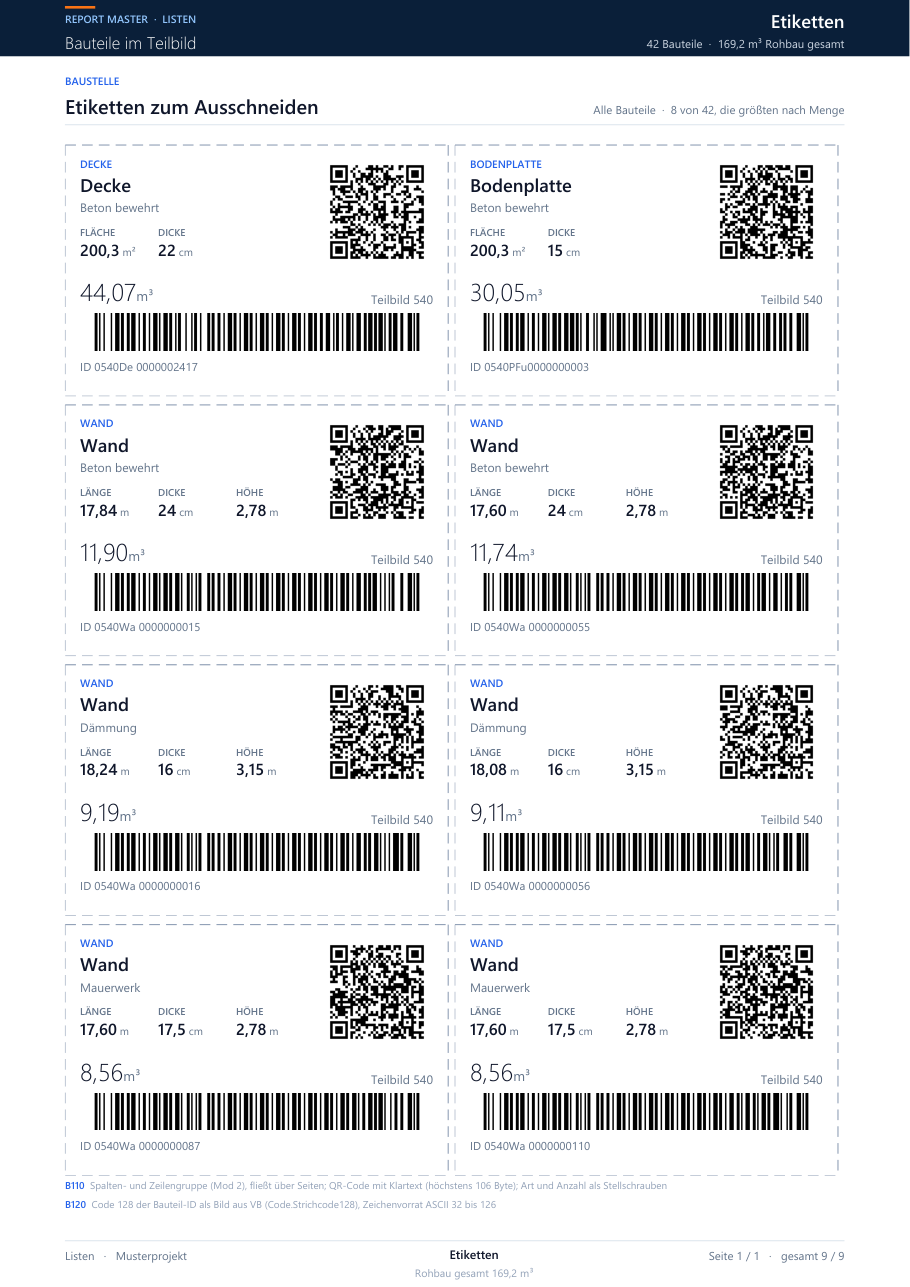 REPORT MASTER · LISTEN
Bauteile im Teilbild
Etiketten
42 Bauteile · 169,2 m³ Rohbau gesamt
BAUSTELLE
Etiketten zum Ausschneiden
Alle Bauteile · 8 von 42, die größten nach Menge
DECKE
Decke
Beton bewehrt
FLÄCHE DICKE
200,3 m² 22 cm
44,07m³
Teilbild 540
ID 0540De 0000002417
BODENPLATTE
Bodenplatte
Beton bewehrt
FLÄCHE DICKE
200,3 m² 15 cm
30,05m³
Teilbild 540
ID 0540PFu0000000003
WAND
Wand
Beton bewehrt
LÄNGE DICKE HÖHE
17,84 m 24 cm 2,78 m
11,90m³
Teilbild 540
ID 0540Wa 0000000015
WAND
Wand
Beton bewehrt
LÄNGE DICKE HÖHE
17,60 m 24 cm 2,78 m
11,74m³
Teilbild 540
ID 0540Wa 0000000055
WAND
Wand
Dämmung
LÄNGE DICKE HÖHE
18,24 m 16 cm 3,15 m
9,19m³
Teilbild 540
ID 0540Wa 0000000016
WAND
Wand
Dämmung
LÄNGE DICKE HÖHE
18,08 m 16 cm 3,15 m
9,11m³
Teilbild 540
ID 0540Wa 0000000056
WAND
Wand
Mauerwerk
LÄNGE DICKE HÖHE
17,60 m 17,5 cm 2,78 m
8,56m³
Teilbild 540
ID 0540Wa 0000000087
WAND
Wand
Mauerwerk
LÄNGE DICKE HÖHE
17,60 m 17,5 cm 2,78 m
8,56m³
Teilbild 540
ID 0540Wa 0000000110
B110 Spalten- und Zeilengruppe (Mod 2), fließt über Seiten; QR-Code mit Klartext (höchstens 106 Byte); Art und Anzahl als Stellschrauben
B120 Code 128 der Bauteil-ID als Bild aus VB (Code.Strichcode128), Zeichenvorrat ASCII 32 bis 126
Listen · Musterprojekt
Etiketten
Rohbau gesamt 169,2 m³
Seite 1 / 1 · gesamt 9 / 9